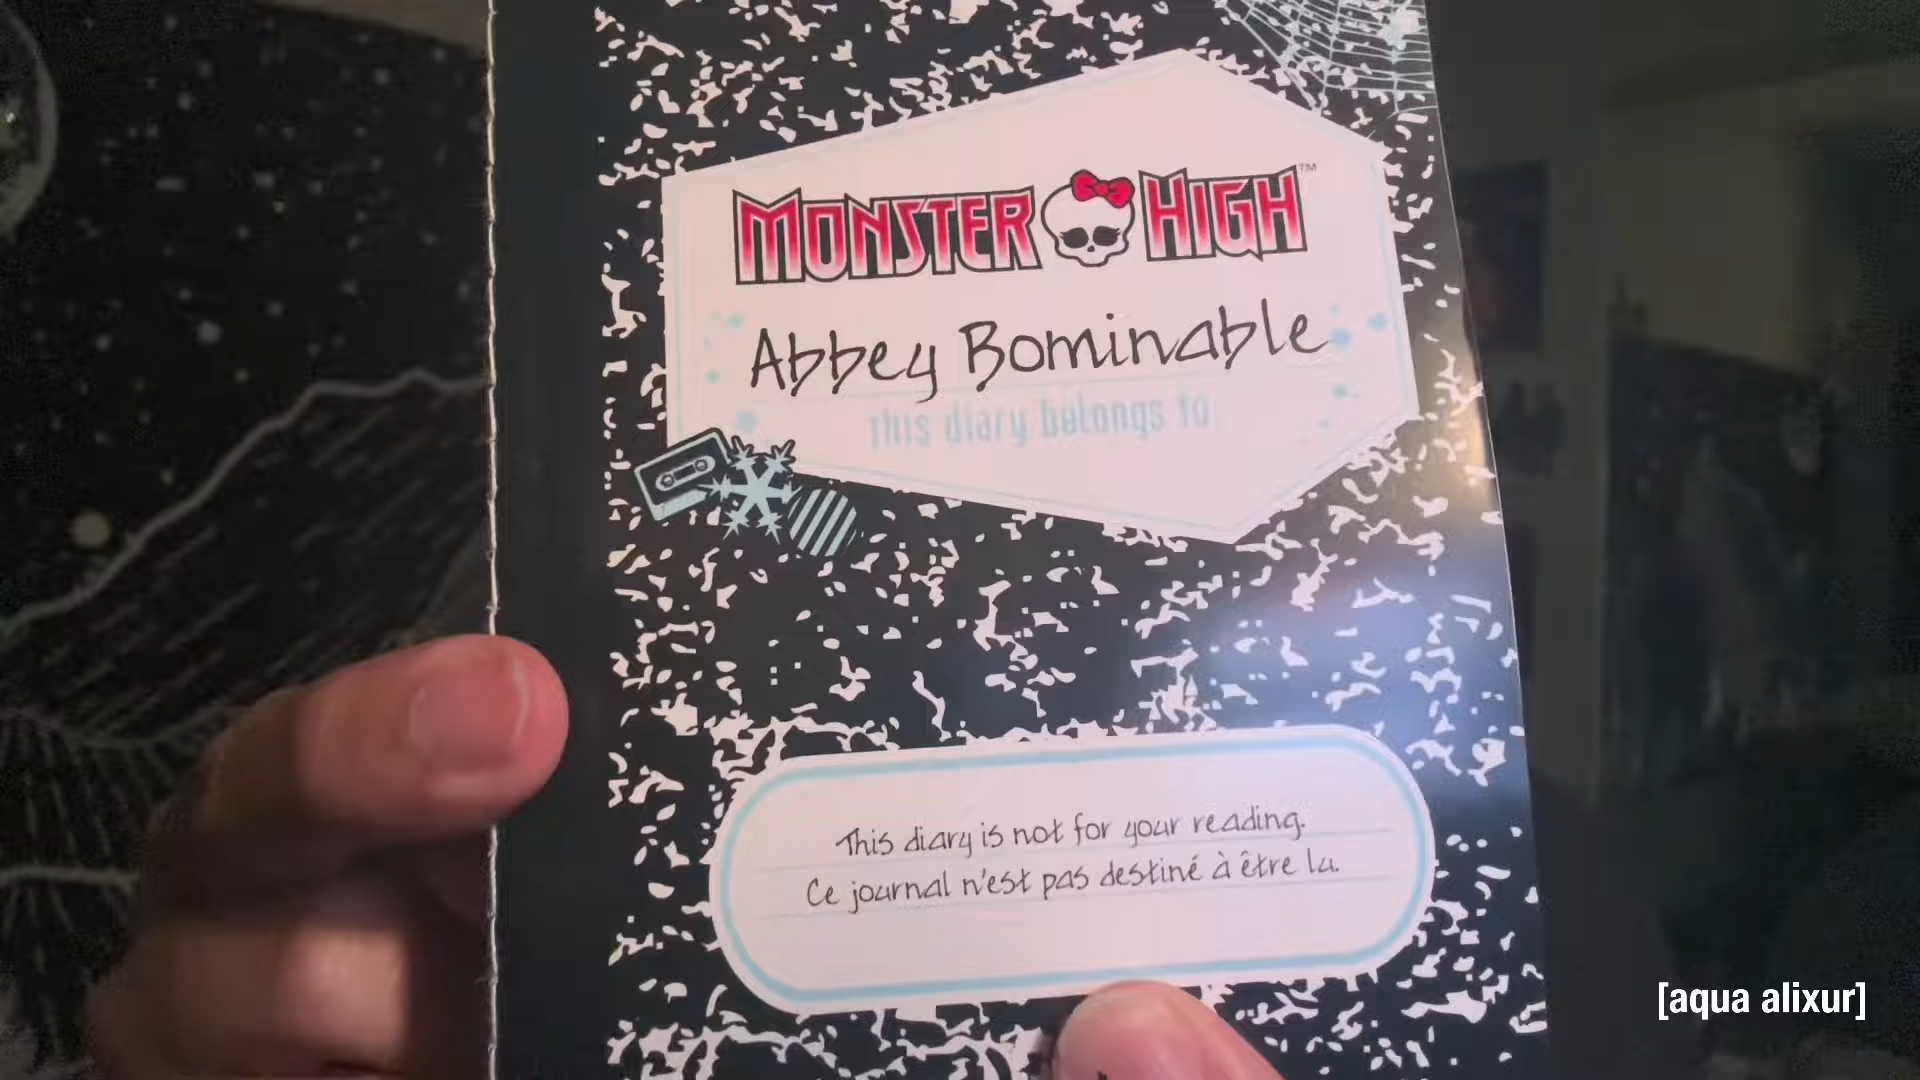 MONSTER HIGH™
Abbey Bominable
This diary belongs to:
This diary is not for your reading.
Ce journal n'est pas destiné à être lu.
[aqua alixur]